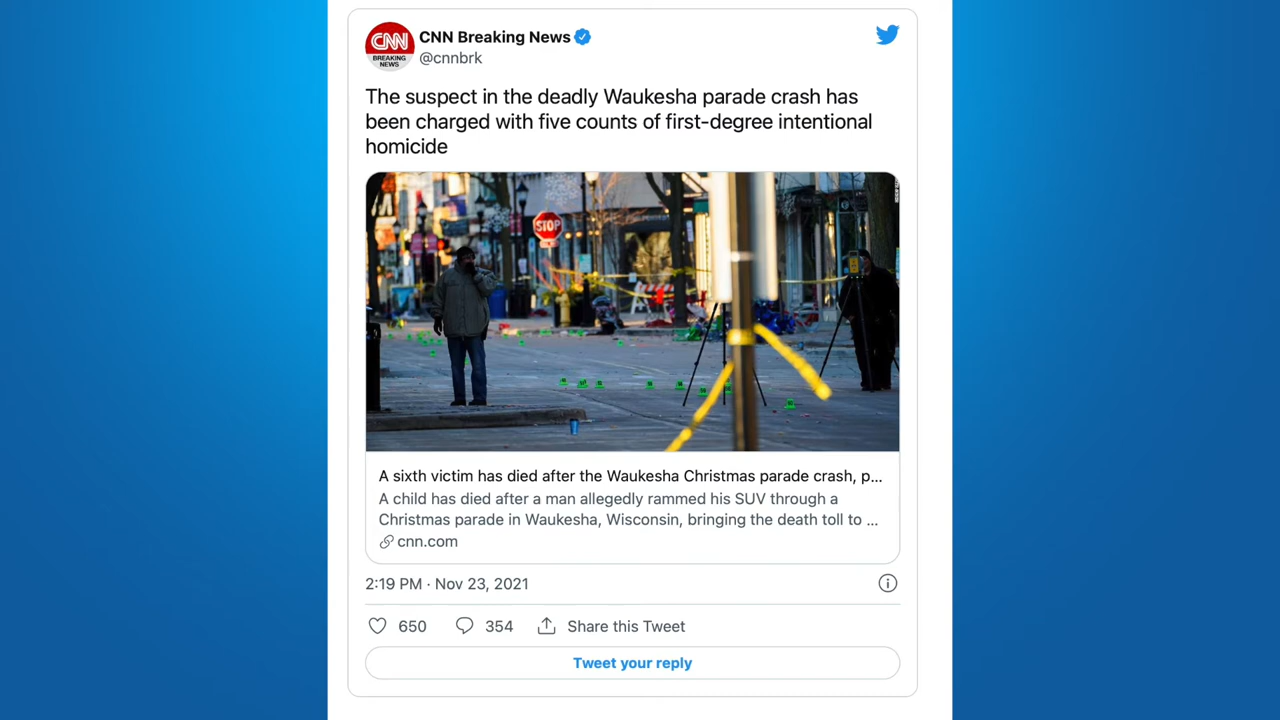 CNN
BREAKING
NEWS
CNN Breaking News
@cnnbrk
The suspect in the deadly Waukesha parade crash has
been charged with five counts of first-degree intentional
homicide
STOP
A sixth victim has died after the Waukesha Christmas parade crash, p...
A child has died after a man allegedly rammed his SUV through a
Christmas parade in Waukesha, Wisconsin, bringing the death toll to ...
cnn.com
2:19 PM · Nov 23, 2021
650
354
Share this Tweet
Tweet your reply